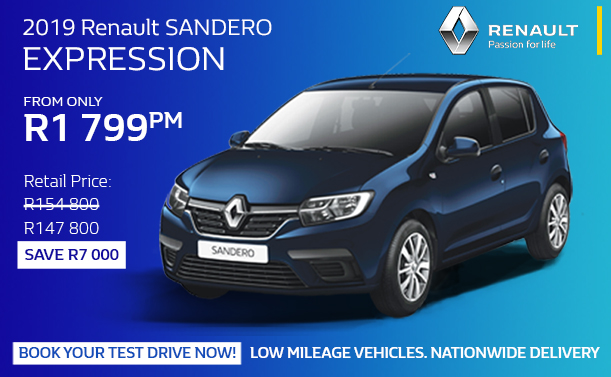 2019 Renault SANDERO
EXPRESSION
FROM ONLY
R1 799PM
Retail Price:
R154 800
R147 800
SAVE R7 000
RENAULT
Passion for life
SANDERO
BOOK YOUR TEST DRIVE NOW! LOW MILEAGE VEHICLES. NATIONWIDE DELIVERY